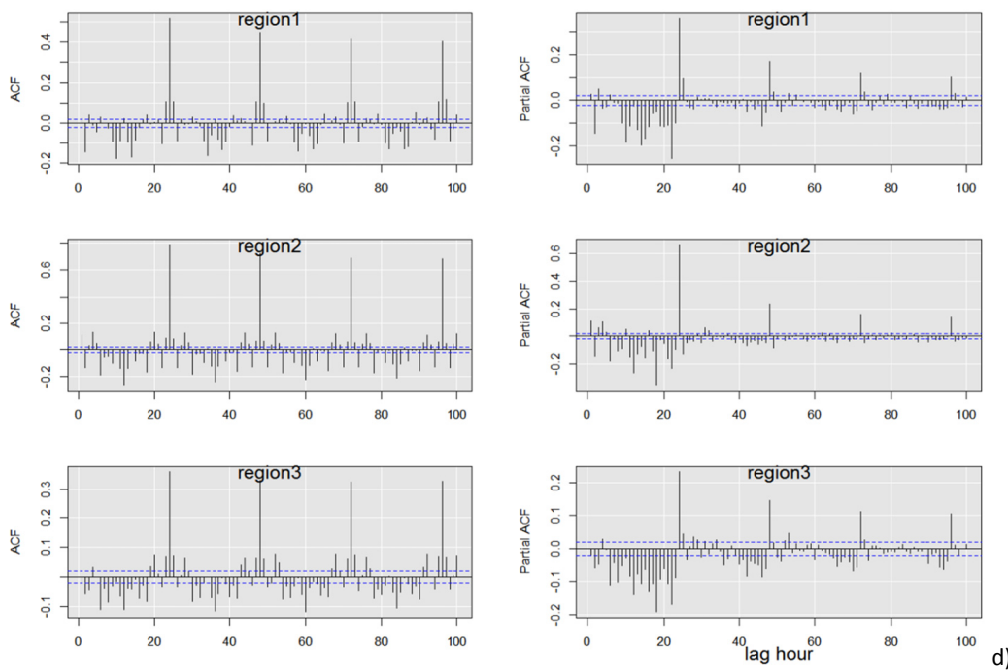 region1
region1
ACF
-0.2 0.0 0.2 0.4
Partial ACF
-0.2 0.0 0.2
0 20 40 60 80 100
0 20 40 60 80 100
region2
region2
ACF
-0.2 0.2 0.6
Partial ACF
-0.2 0.2 0.4 0.6
0 20 40 60 80 100
0 20 40 60 80 100
region3
region3
ACF
-0.1 0.1 0.2 0.3
Partial ACF
-0.2 -0.1 0.0 0.1 0.2
0 20 40 60 80 100
0 20 40 60 80 100
lag hour
d)